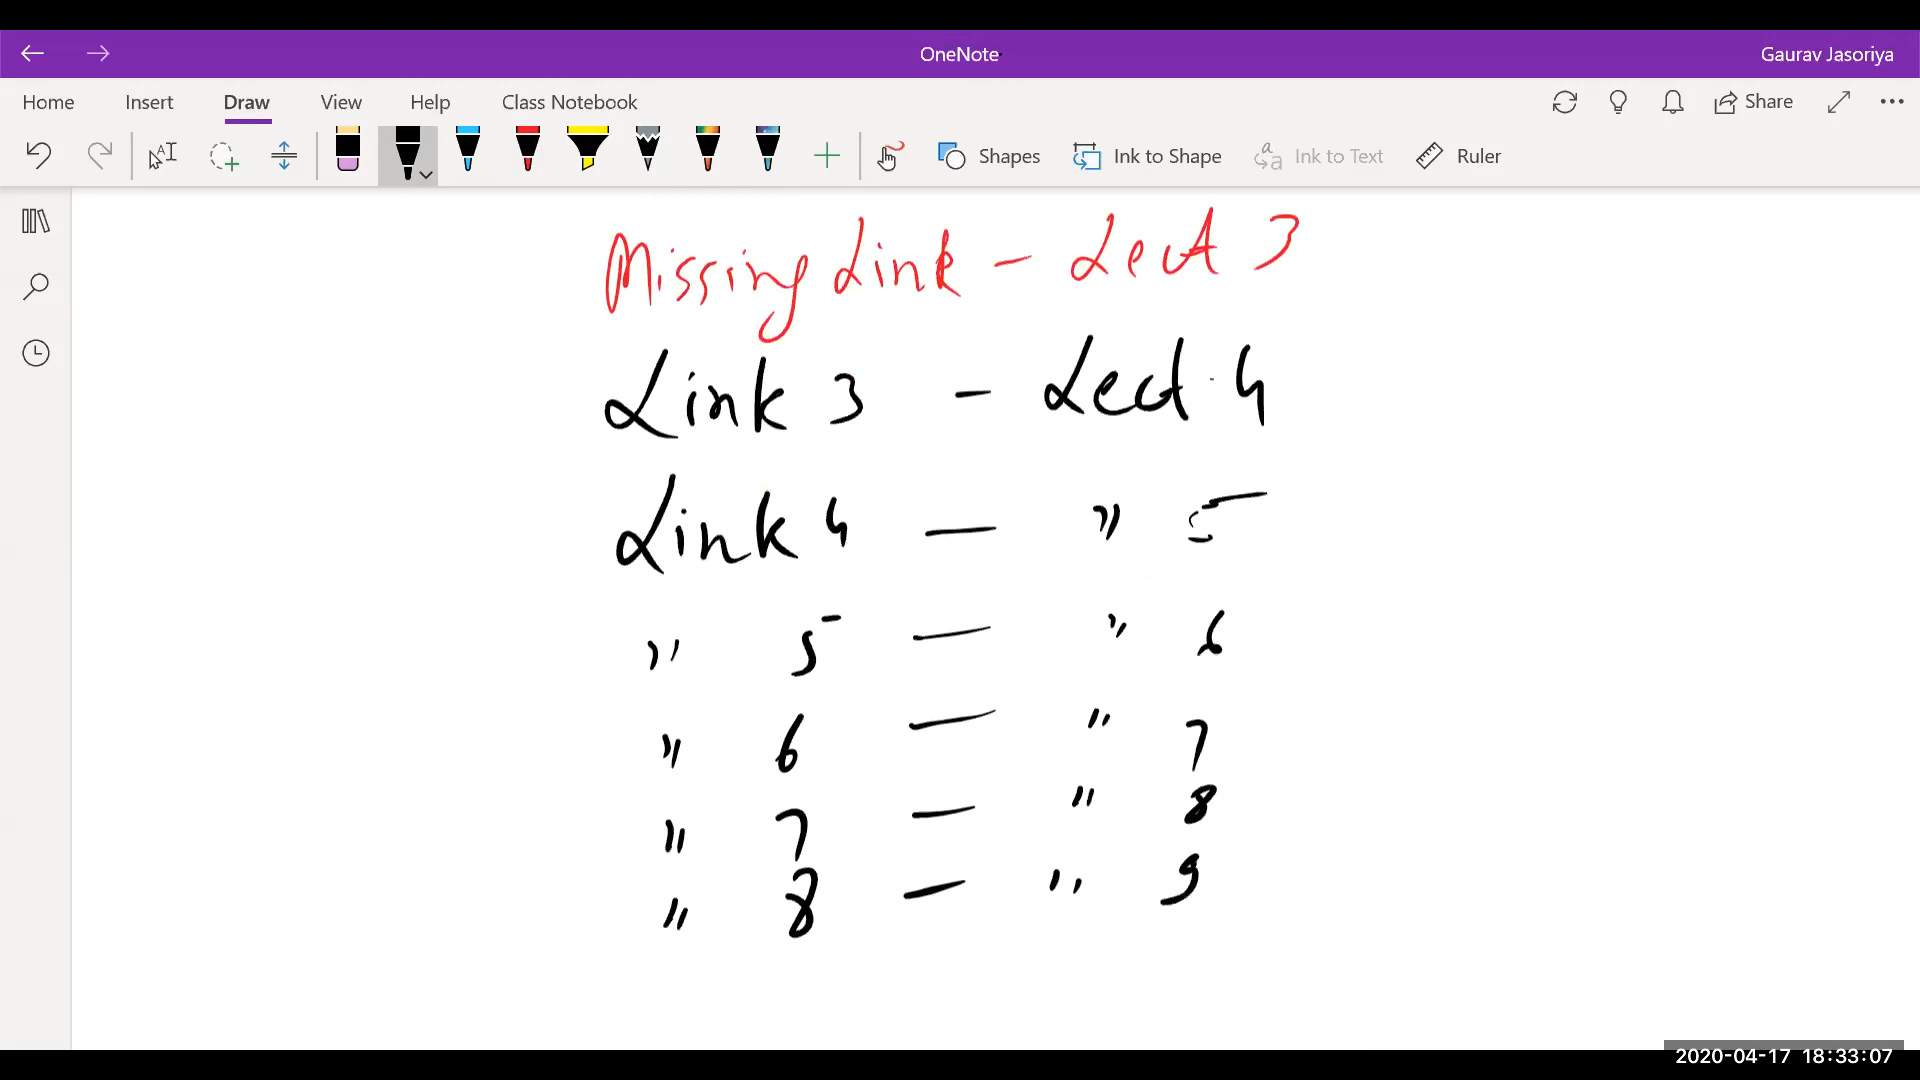 OneNote
Gaurav Jasoriya
Home Insert Draw View Help Class Notebook Share
Shapes Ink to Shape Ink to Text Ruler
Missing Link - Lect 3
Link 3 - Lect 4
Link 4 — " 5
" 5 — " 6
" 6 — " 7
" 7 — " 8
" 8 — " 9
2020-04-17 18:33:07